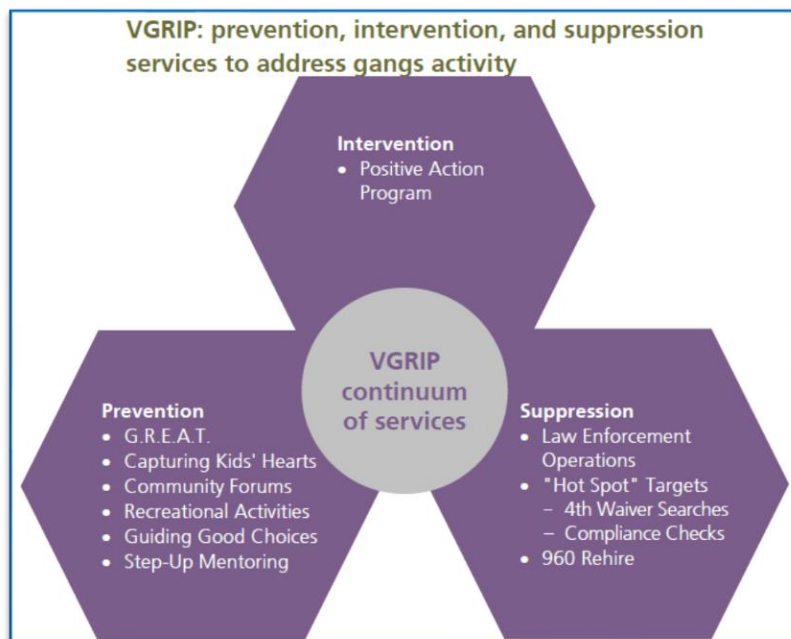 VGRIP: prevention, intervention, and suppression
services to address gangs activity
Intervention
• Positive Action
Program
VGRIP
continuum
of services
Prevention
• G.R.E.A.T.
• Capturing Kids' Hearts
• Community Forums
• Recreational Activities
• Guiding Good Choices
• Step-Up Mentoring
Suppression
• Law Enforcement
Operations
• "Hot Spot" Targets
– 4th Waiver Searches
– Compliance Checks
• 960 Rehire